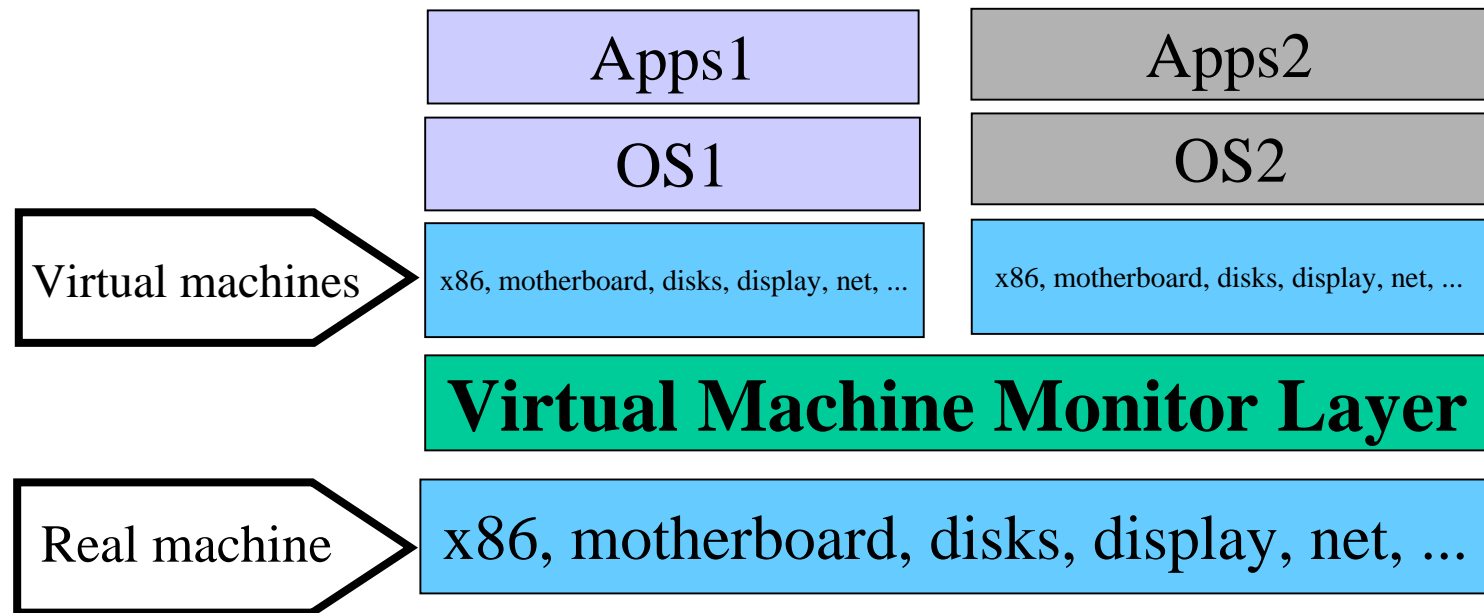 Apps1
Apps2
OS1
OS2
Virtual machines
x86, motherboard, disks, display, net, ...
x86, motherboard, disks, display, net, ...
Virtual Machine Monitor Layer
Real machine
x86, motherboard, disks, display, net, ...